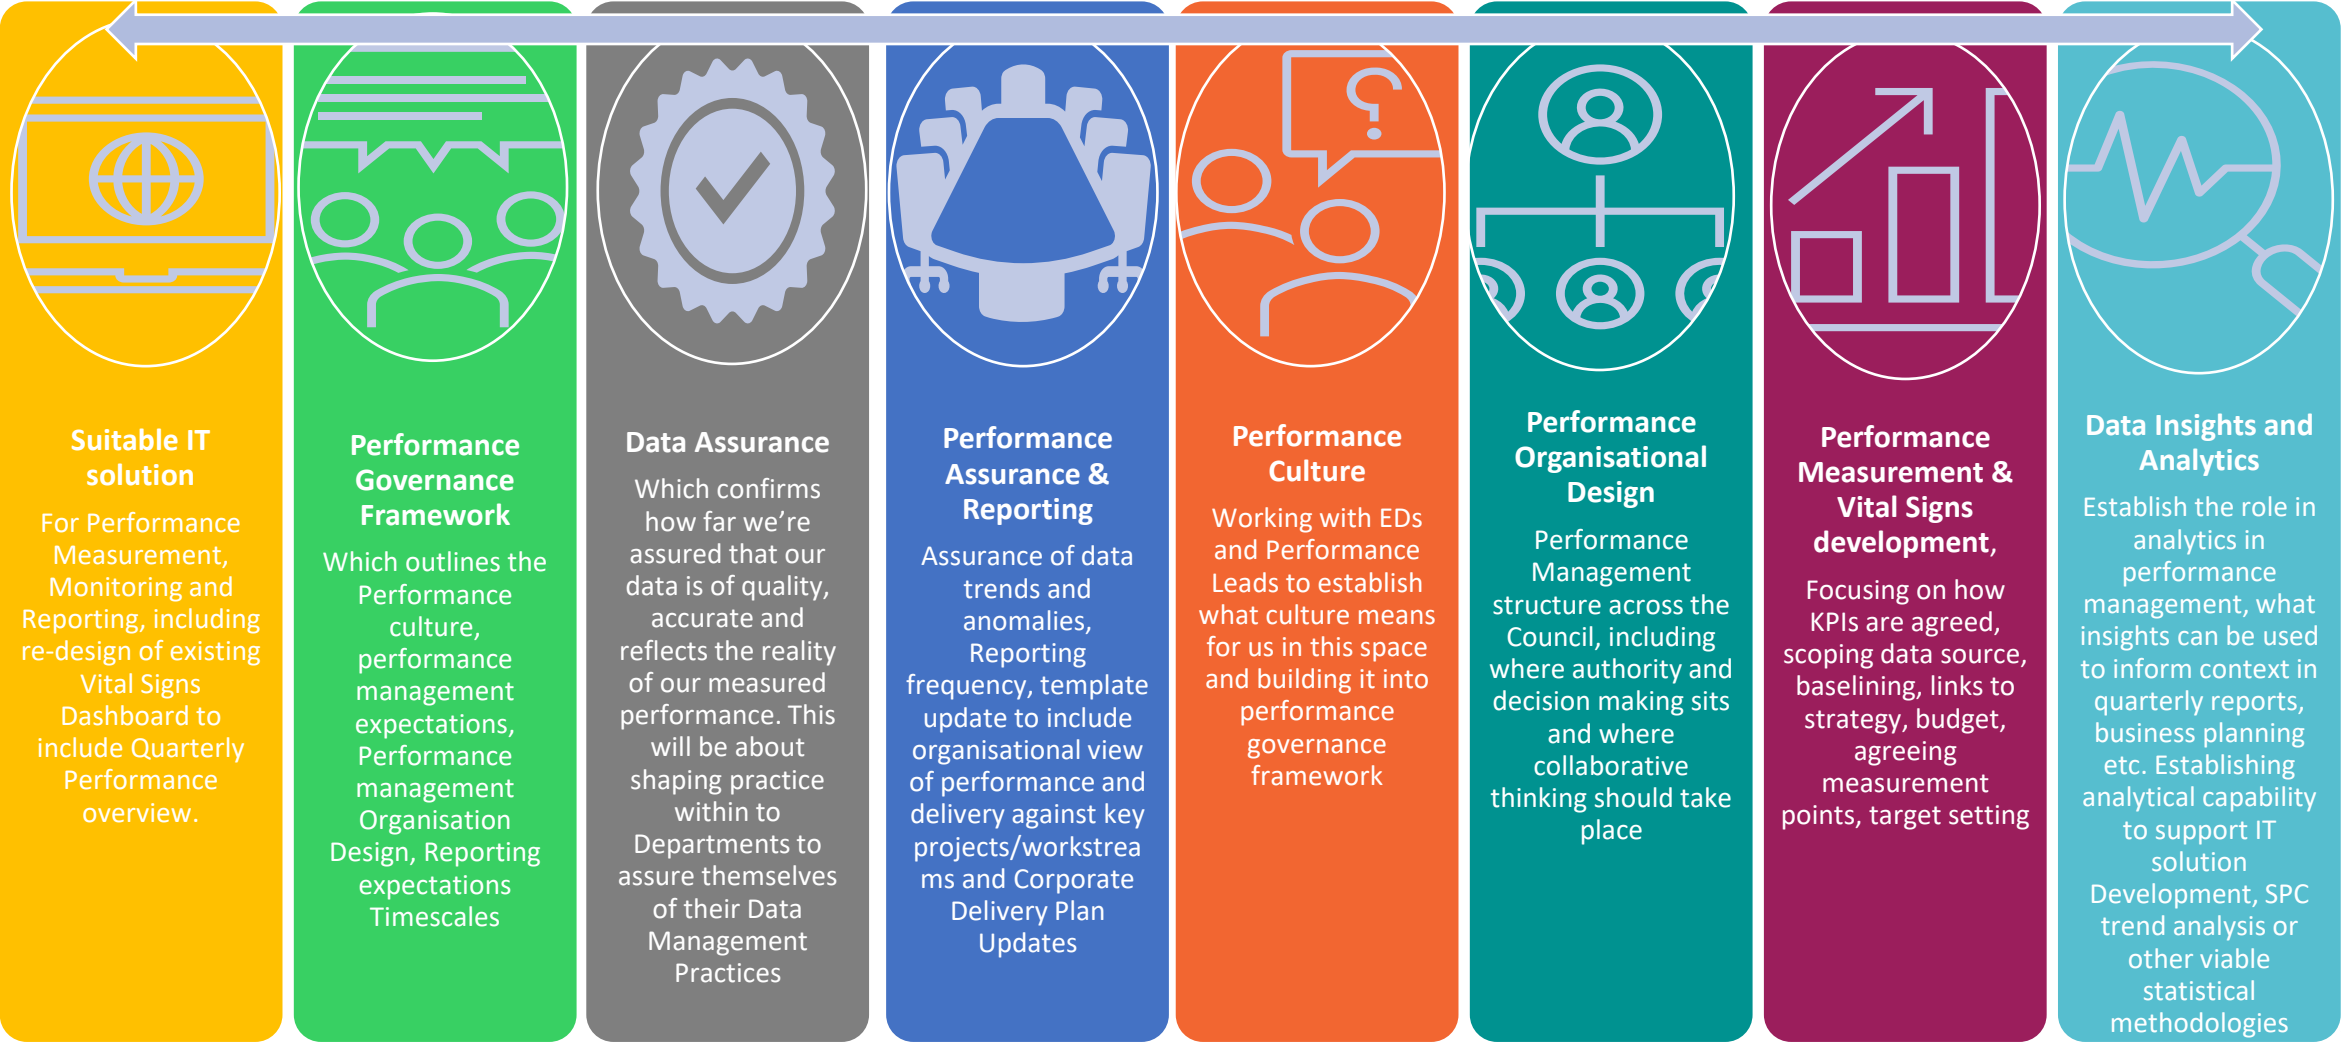 Suitable IT
solution
For Performance
Measurement,
Monitoring and
Reporting, including
re-design of existing
Vital Signs
Dashboard to
include Quarterly
Performance
overview.
Performance
Governance
Framework
Which outlines the
Performance
culture,
performance
management
expectations,
Performance
management
Organisation
Design, Reporting
expectations
Timescales
Data Assurance
Which confirms
how far we’re
assured that our
data is of quality,
accurate and
reflects the reality
of our measured
performance. This
will be about
shaping practice
within to
Departments to
assure themselves
of their Data
Management
Practices
Performance
Assurance &
Reporting
Assurance of data
trends and
anomalies,
Reporting
frequency, template
update to include
organisational view
of performance and
delivery against key
projects/workstrea
ms and Corporate
Delivery Plan
Updates
?
Performance
Culture
Working with EDs
and Performance
Leads to establish
what culture means
for us in this space
and building it into
performance
governance
framework
Performance
Organisational
Design
Performance
Management
structure across the
Council, including
where authority and
decision making sits
and where
collaborative
thinking should take
place
Performance
Measurement &
Vital Signs
development,
Focusing on how
KPIs are agreed,
scoping data source,
baselining, links to
strategy, budget,
agreeing
measurement
points, target setting
Data Insights and
Analytics
Establish the role in
analytics in
performance
management, what
insights can be used
to inform context in
quarterly reports,
business planning
etc. Establishing
analytical capability
to support IT
solution
Development, SPC
trend analysis or
other viable
statistical
methodologies